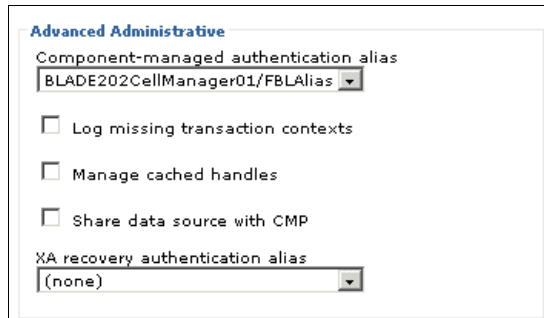 Advanced Administrative
Component-managed authentication alias
BLADE202CellManager01/FBLAlias
Log missing transaction contexts
Manage cached handles
Share data source with CMP
XA recovery authentication alias
(none)